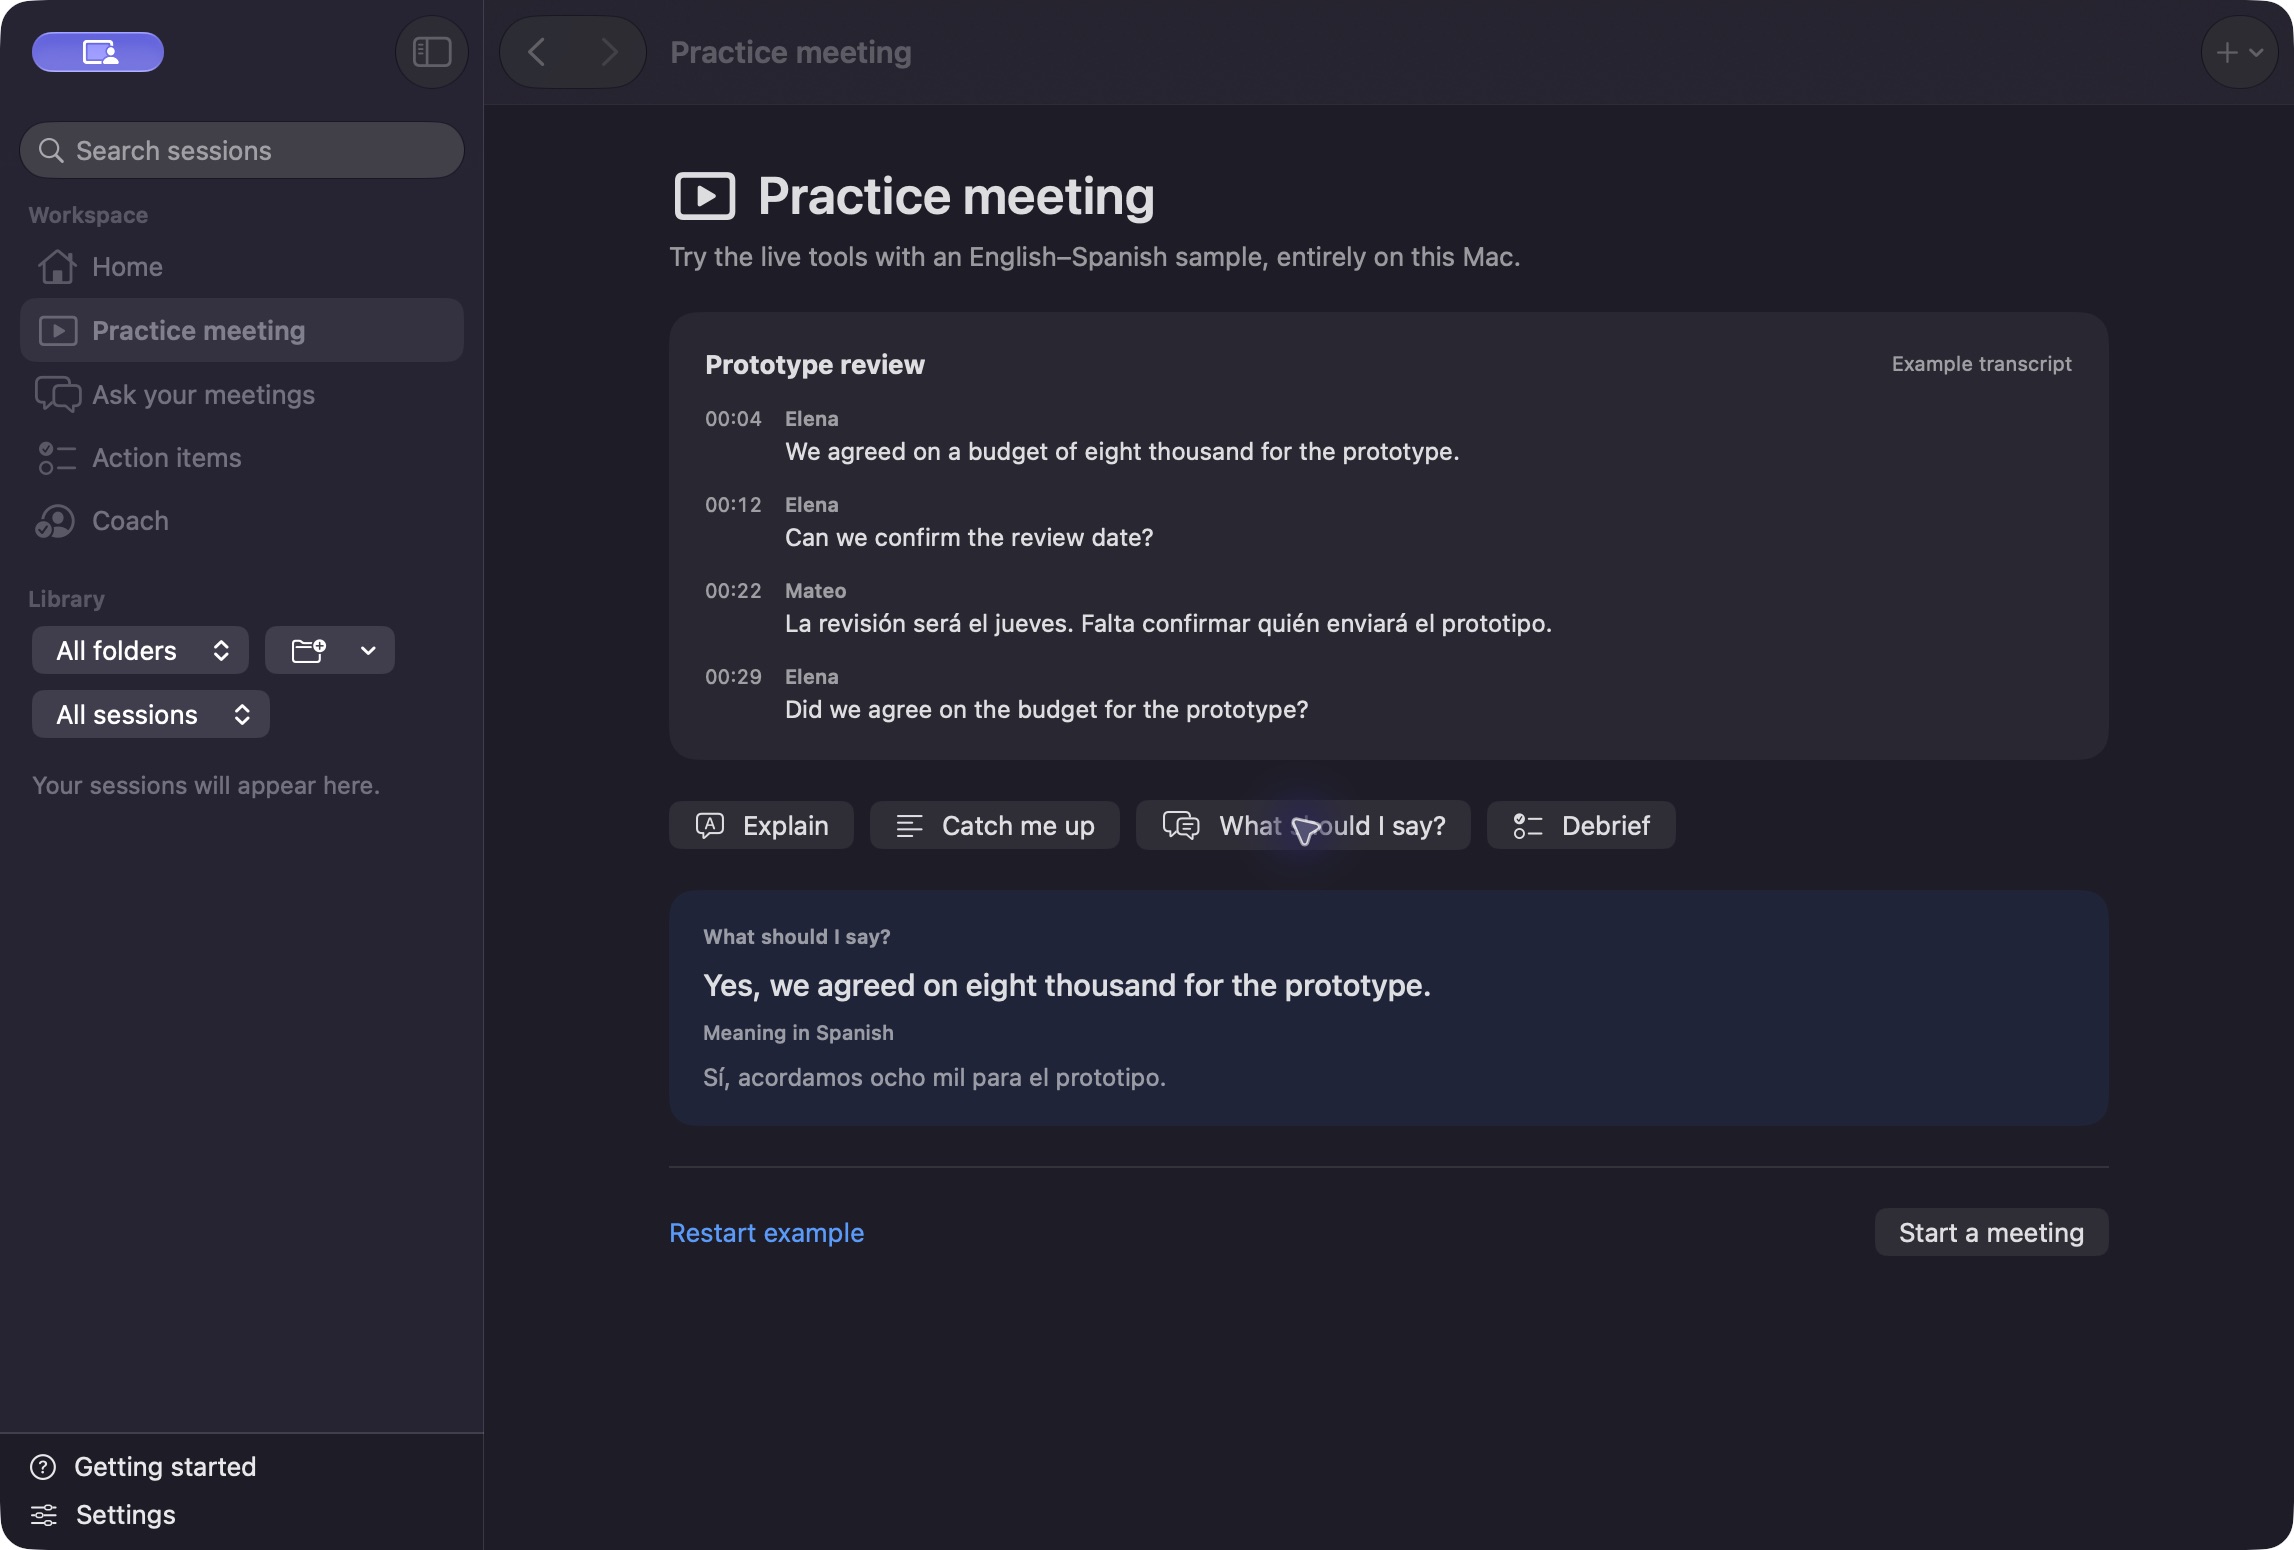 Practice meeting
Search sessions
Workspace
Home
Practice meeting
Ask your meetings
Action items
Coach
Library
All folders
All sessions
Your sessions will appear here.
Getting started
Settings
Practice meeting
Try the live tools with an English–Spanish sample, entirely on this Mac.
Prototype review
Example transcript
00:04 Elena
We agreed on a budget of eight thousand for the prototype.
00:12 Elena
Can we confirm the review date?
00:22 Mateo
La revisión será el jueves. Falta confirmar quién enviará el prototipo.
00:29 Elena
Did we agree on the budget for the prototype?
Explain
Catch me up
What should I say?
Debrief
What should I say?
Yes, we agreed on eight thousand for the prototype.
Meaning in Spanish
Sí, acordamos ocho mil para el prototipo.
Restart example
Start a meeting